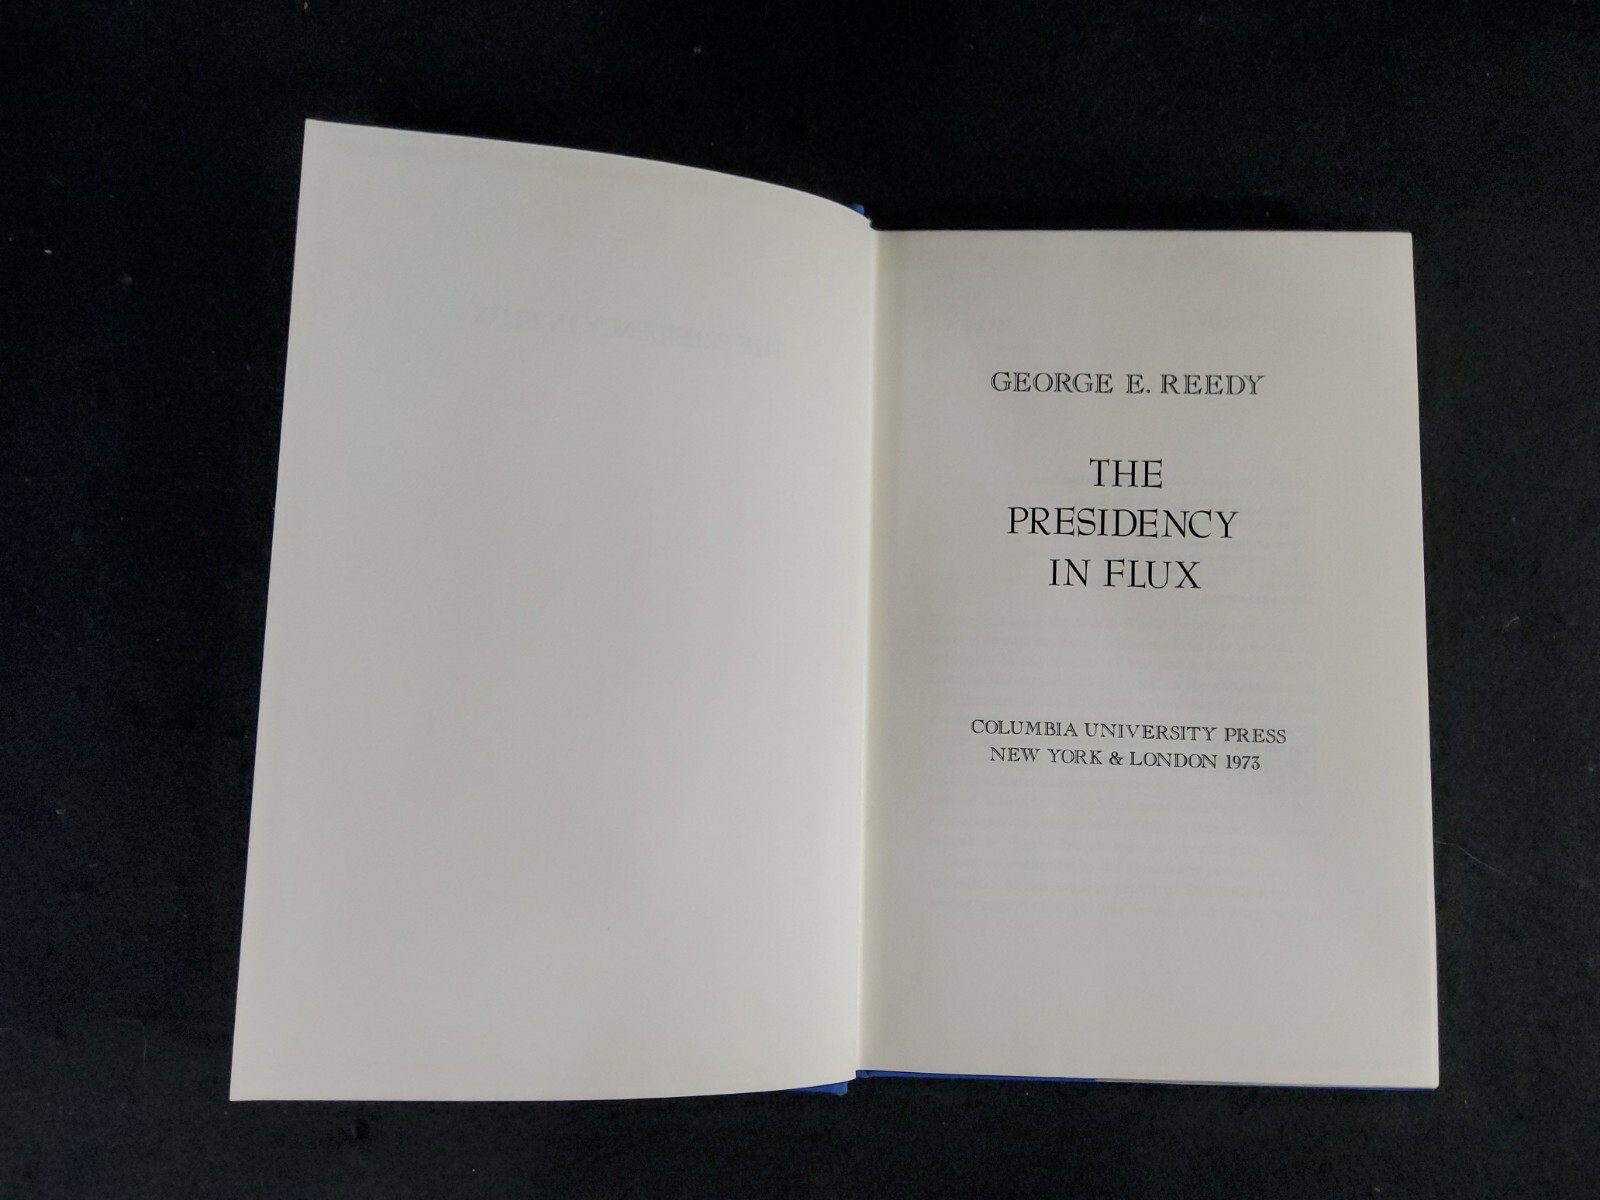 GEORGE E. REEDY
THE
PRESIDENCY
IN FLUX
COLUMBIA UNIVERSITY PRESS
NEW YORK & LONDON 1973